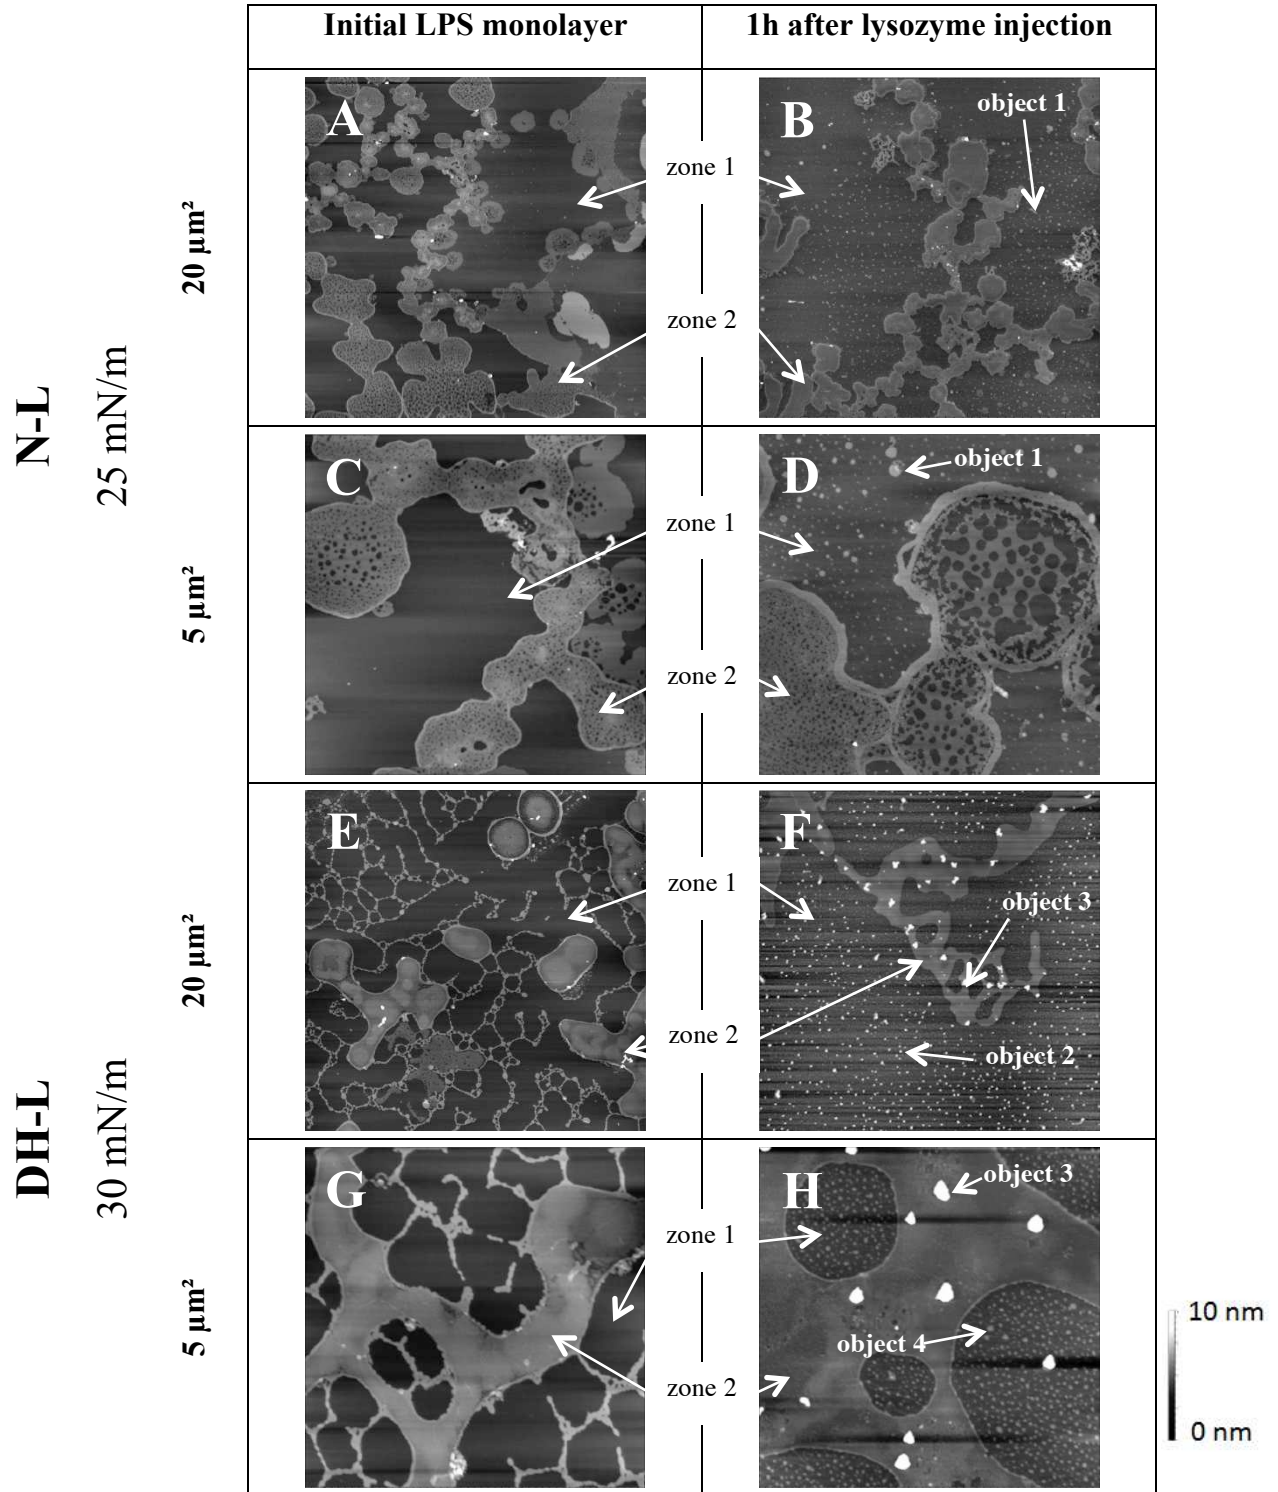 Initial LPS monolayer
1h after lysozyme injection
N-L
25 mN/m
20 µm²
A
B
object 1
zone 1
zone 2
5 µm²
C
D
object 1
zone 1
zone 2
DH-L
30 mN/m
20 µm²
E
F
zone 1
object 3
zone 2
object 2
5 µm²
G
H
object 3
zone 1
object 4
zone 2
10 nm
0 nm